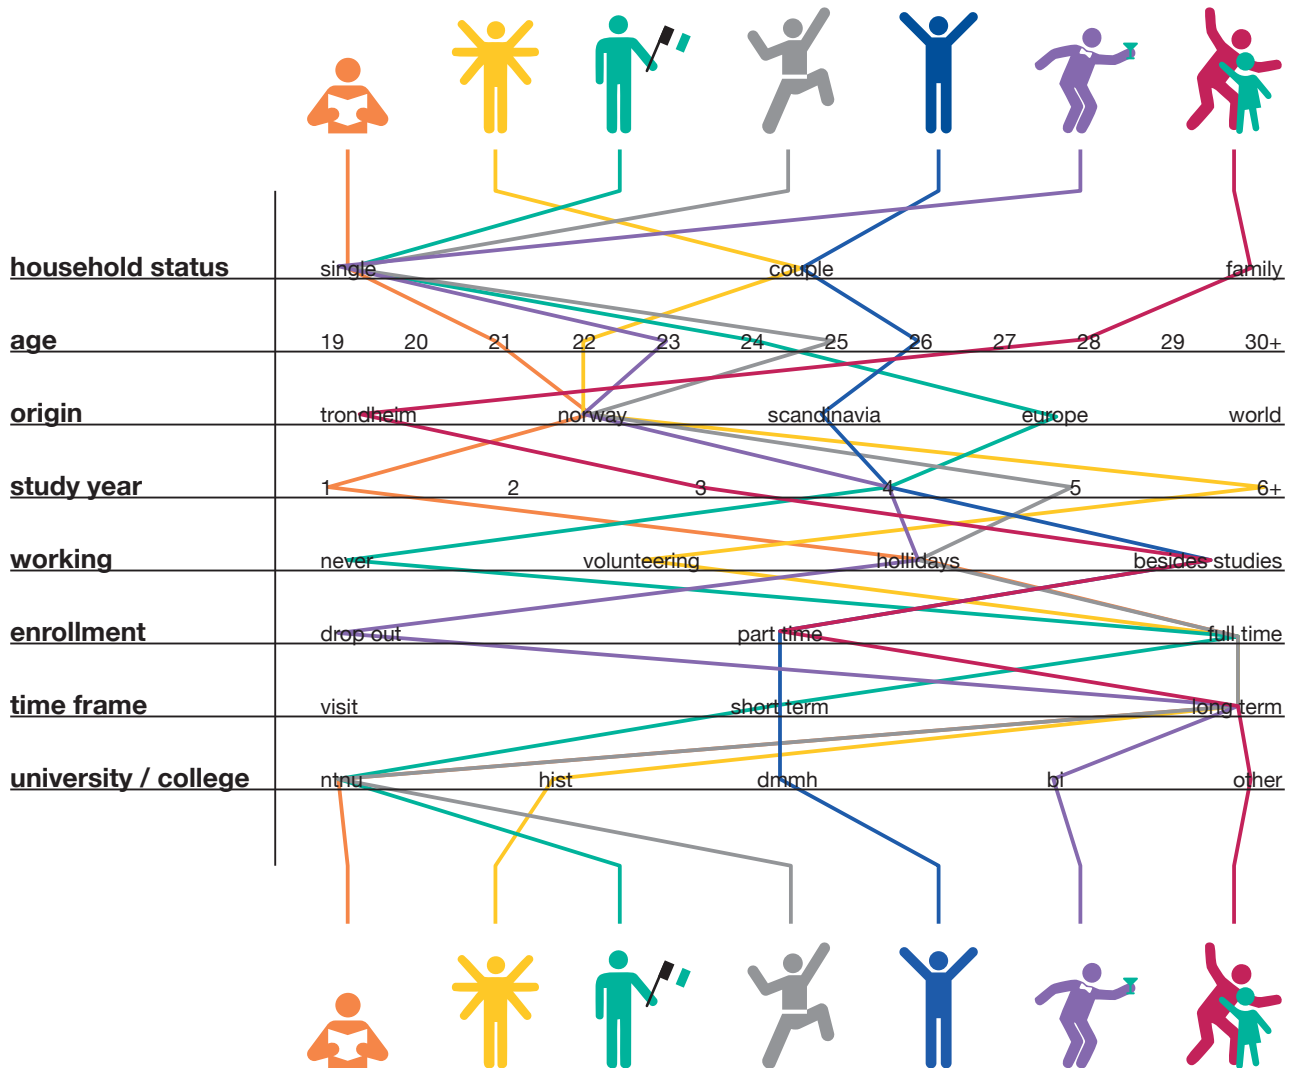 household status single couple family
age 19 20 21 22 23 24 25 26 27 28 29 30+
origin trondheim norway scandinavia europe world
study year 1 2 3 4 5 6+
working never volunteering hollidays besides studies
enrollment drop out part time full time
time frame visit short term long term
university / college ntnu hist dmmh bi other